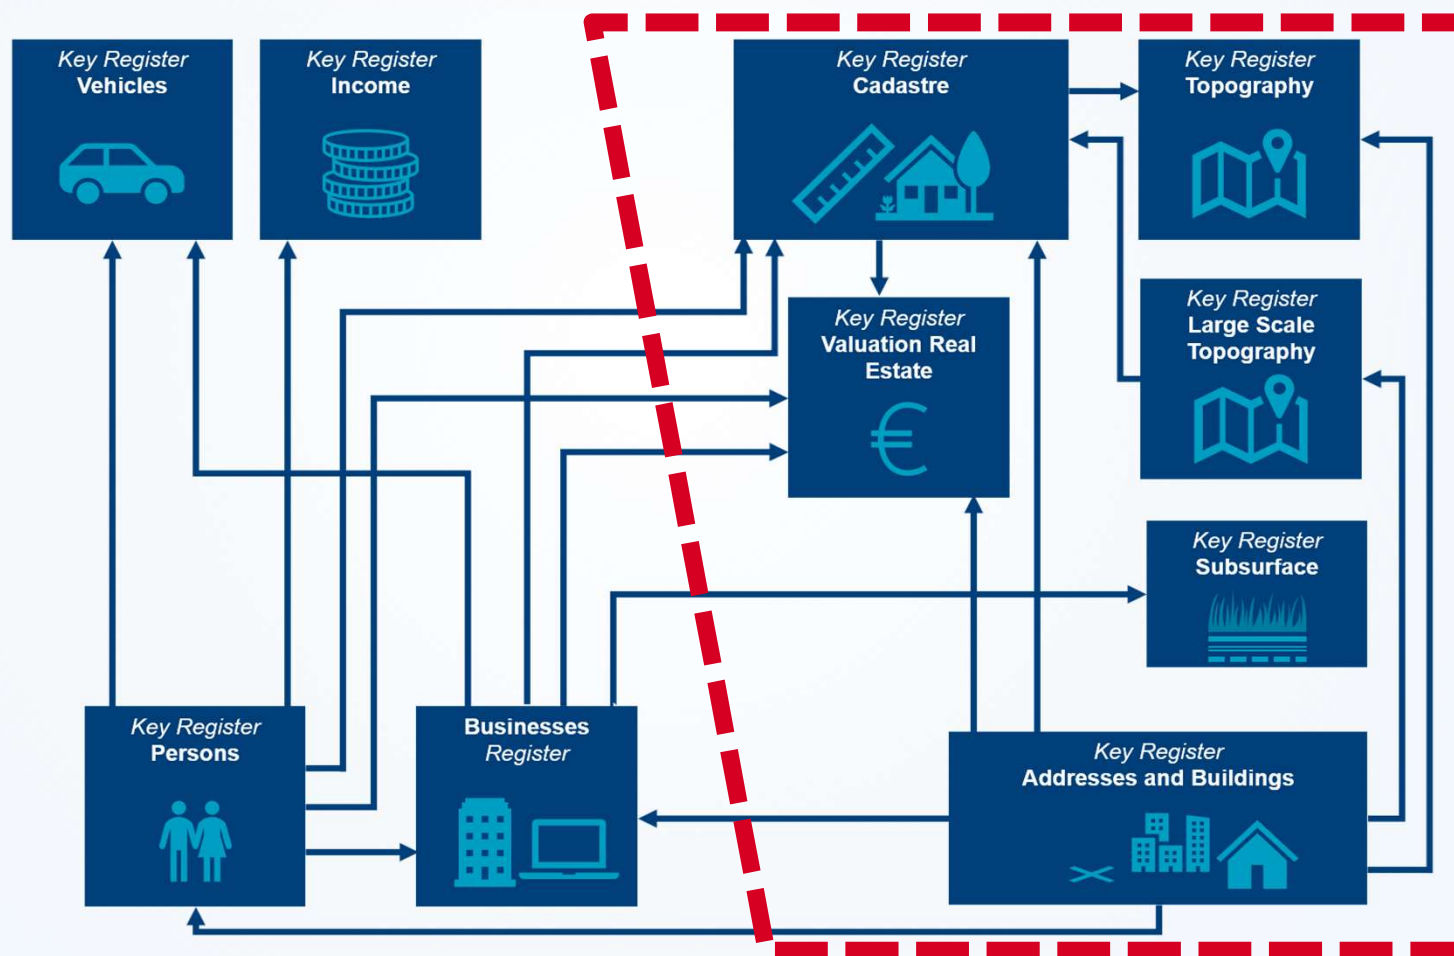 Key Register
Vehicles
Key Register
Income
Key Register
Cadastre
Key Register
Topography
Key Register
Valuation Real
Estate
€
Key Register
Large Scale
Topography
Key Register
Subsurface
Key Register
Persons
Businesses
Register
Key Register
Addresses and Buildings